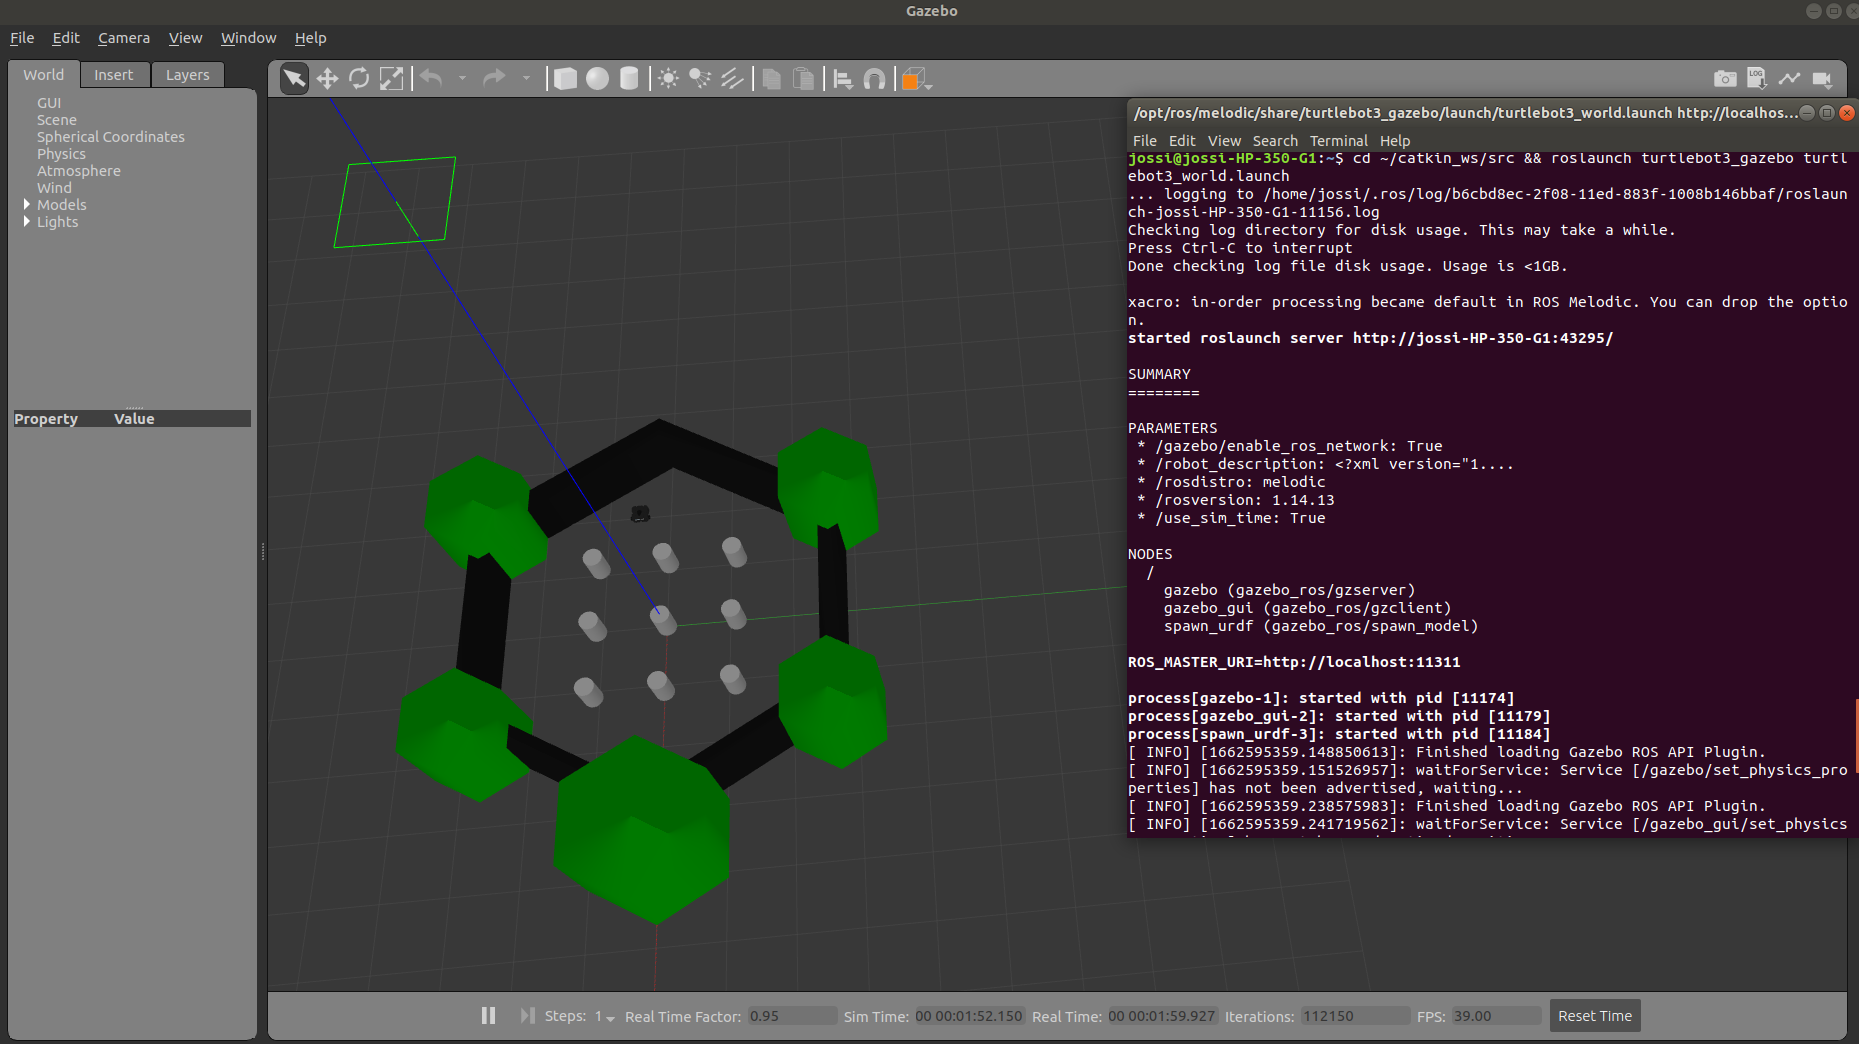 Gazebo
File Edit Camera View Window Help
World Insert Layers
GUI
Scene
Spherical Coordinates
Physics
Atmosphere
Wind
Models
Lights
Property Value
LOG
/opt/ros/melodic/share/turtlebot3_gazebo/launch/turtlebot3_world.launch http://localhos...
File Edit View Search Terminal Help
jossi@jossi-HP-350-G1:~$ cd ~/catkin_ws/src && roslaunch turtlebot3_gazebo turtl
ebot3_world.launch
... logging to /home/jossi/.ros/log/b6cbd8ec-2f08-11ed-883f-1008b146bbaf/roslaun
ch-jossi-HP-350-G1-11156.log
Checking log directory for disk usage. This may take a while.
Press Ctrl-C to interrupt
Done checking log file disk usage. Usage is <1GB.
xacro: in-order processing became default in ROS Melodic. You can drop the optio
n.
started roslaunch server http://jossi-HP-350-G1:43295/
SUMMARY
========
PARAMETERS
* /gazebo/enable_ros_network: True
* /robot_description: <?xml version="1....
* /rosdistro: melodic
* /rosversion: 1.14.13
* /use_sim_time: True
NODES
/
gazebo (gazebo_ros/gzserver)
gazebo_gui (gazebo_ros/gzclient)
spawn_urdf (gazebo_ros/spawn_model)
ROS_MASTER_URI=http://localhost:11311
process[gazebo-1]: started with pid [11174]
process[gazebo_gui-2]: started with pid [11179]
process[spawn_urdf-3]: started with pid [11184]
[ INFO] [1662595359.148850613]: Finished loading Gazebo ROS API Plugin.
[ INFO] [1662595359.151526957]: waitForService: Service [/gazebo/set_physics_pro
perties] has not been advertised, waiting...
[ INFO] [1662595359.238575983]: Finished loading Gazebo ROS API Plugin.
[ INFO] [1662595359.241719562]: waitForService: Service [/gazebo_gui/set_physics
Steps: 1 Real Time Factor: 0.95 Sim Time: 00 00:01:52.150 Real Time: 00 00:01:59.927 Iterations: 112150 FPS: 39.00 Reset Time